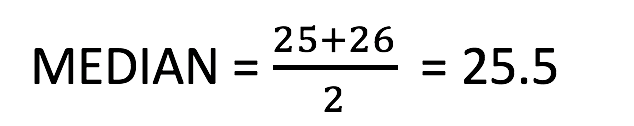 MEDIAN = 25+26 / 2 = 25.5